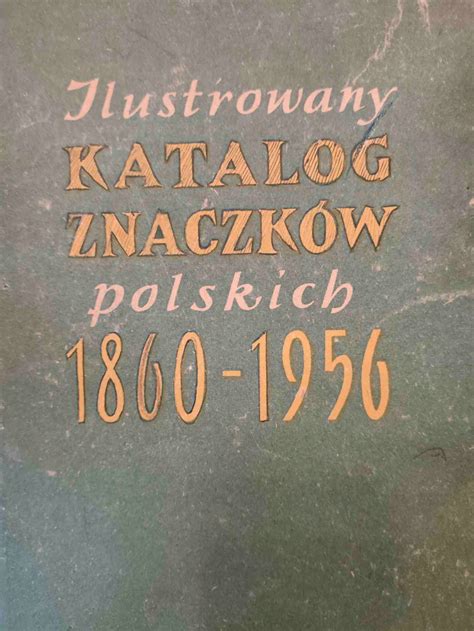 Ilustrowany
KATALOG
ZNACZKÓW
polskich
1860-1956